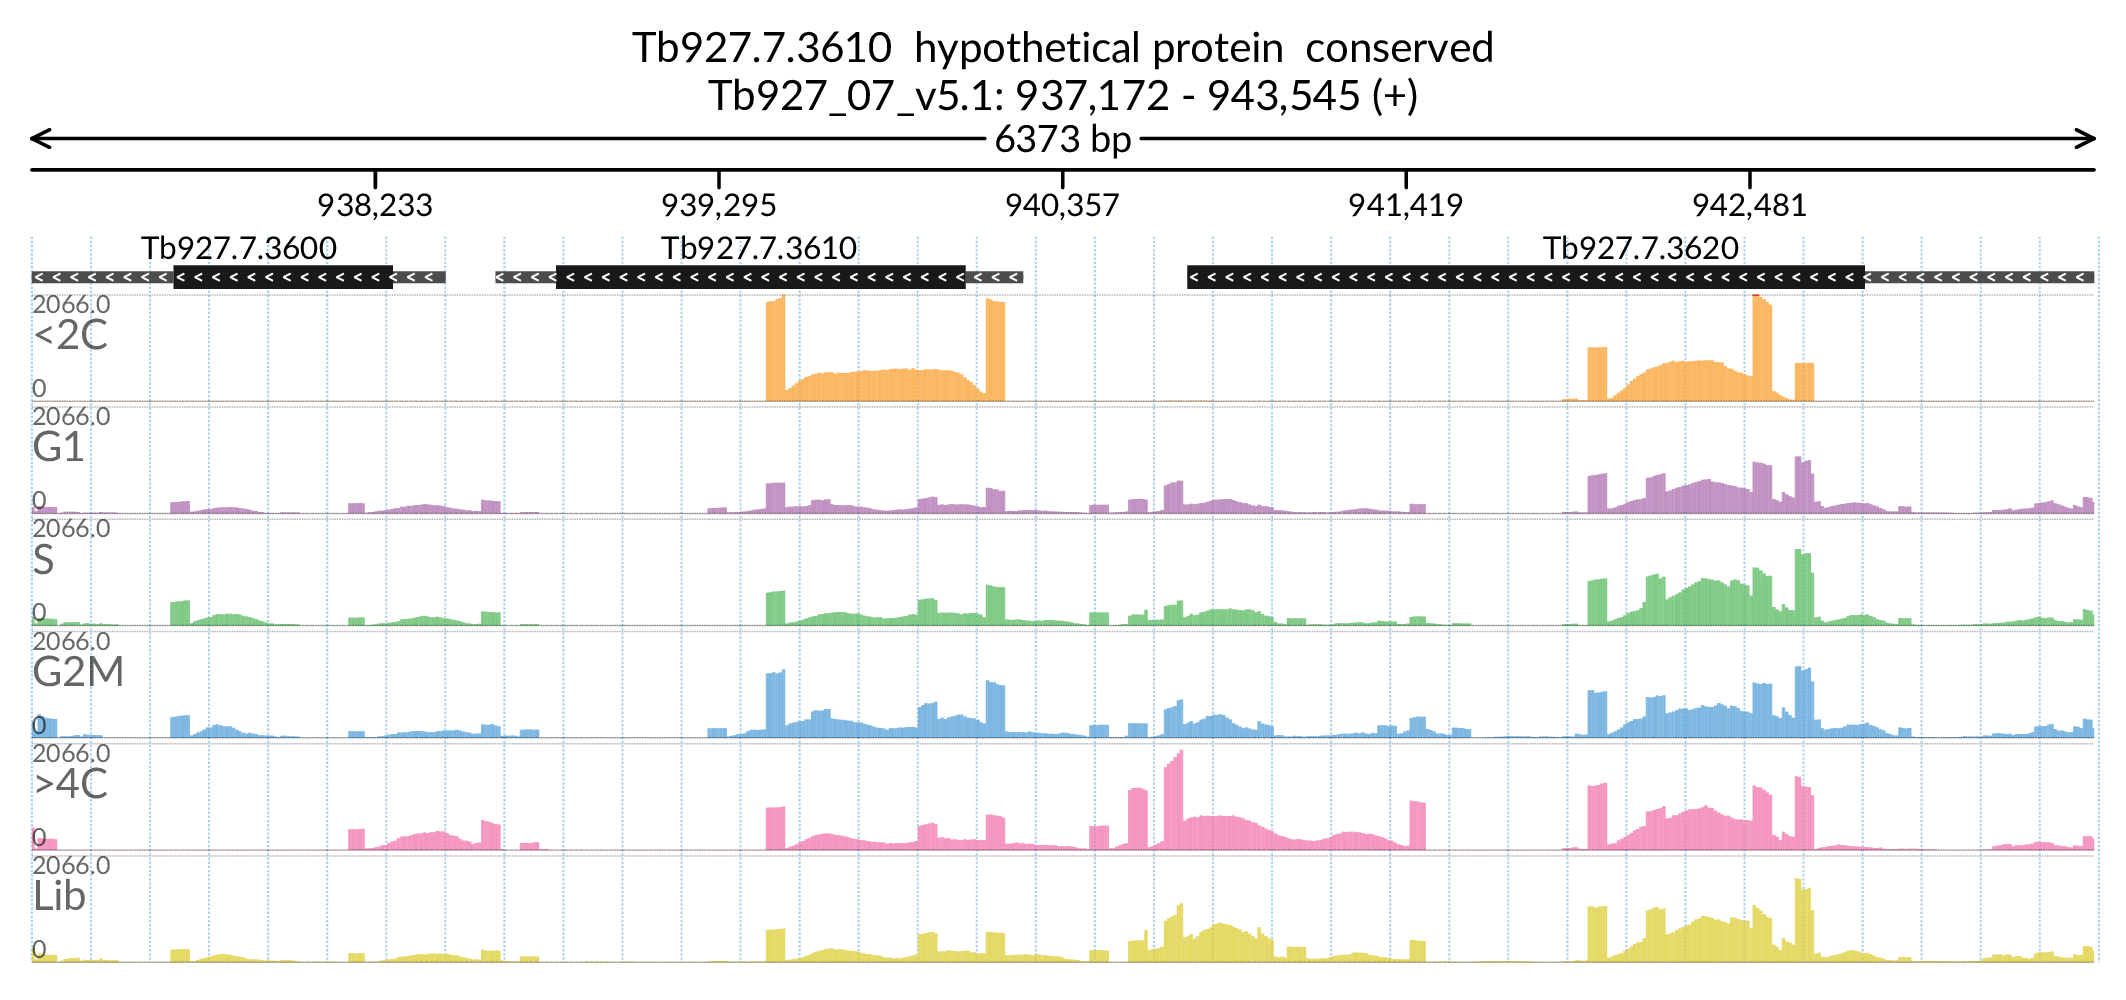 Tb927.7.3610 hypothetical protein conserved
Tb927_07_v5.1: 937,172 - 943,545 (+)
6373 bp
938,233 939,295 940,357 941,419 942,481
Tb927.7.3600 Tb927.7.3610 Tb927.7.3620
2066.0
<2C
0
2066.0
G1
0
2066.0
S
0
2066.0
G2M
0
2066.0
>4C
0
2066.0
Lib
0